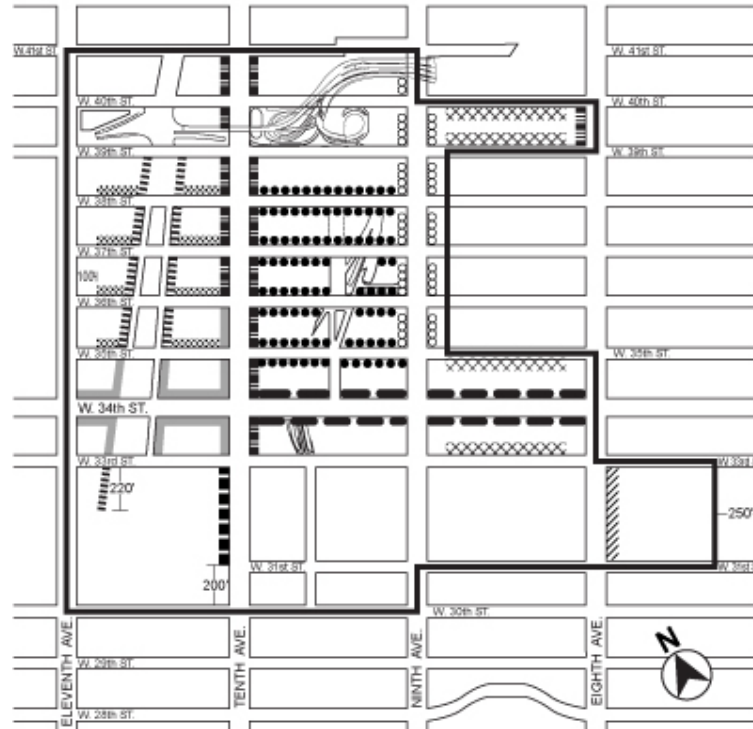 W. 41st ST.
W. 41st ST.
W. 40th ST.
W. 40th ST.
W. 39th ST.
W. 39th ST.
W. 38th ST.
W. 37th ST.
100ft
W. 36th ST.
W. 35th ST.
W. 35th ST.
W. 34th ST.
W. 33rd ST.
W. 33rd
220'
250'
W. 31st ST.
W. 31st
200'
W. 30th ST.
ELEVENTH AVE.
TENTH AVE.
NINTH AVE.
EIGHTH AVE.
N
W. 29th ST.
W. 28th ST.